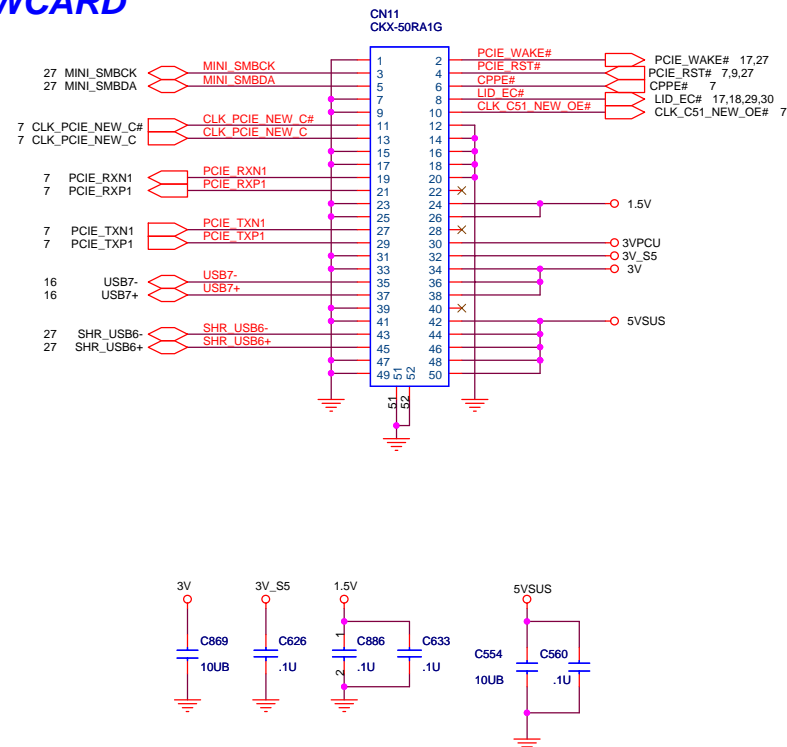 WCARD
CN11
CKX-50RA1G
27 MINI_SMBCK MINI_SMBCK 1 2 PCIE_WAKE# PCIE_WAKE# 17,27
27 MINI_SMBDA MINI_SMBDA 3 4 PCIE_RST# PCIE_RST# 7,9,27
5 6 CPPE# CPPE# 7
7 8 LID_EC# LID_EC# 17,18,29,30
9 10 CLK_C51_NEW_OE# CLK_C51_NEW_OE# 7
7 CLK_PCIE_NEW_C# CLK_PCIE_NEW_C# 11 12
7 CLK_PCIE_NEW_C CLK_PCIE_NEW_C 13 14
15 16
17 18
7 PCIE_RXN1 PCIE_RXN1 19 20
7 PCIE_RXP1 PCIE_RXP1 21 22
23 24 1.5V
25 26
7 PCIE_TXN1 PCIE_TXN1 27 28
7 PCIE_TXP1 PCIE_TXP1 29 30 3VPCU
31 32 3V_S5
33 34 3V
16 USB7- USB7- 35 36
16 USB7+ USB7+ 37 38
39 40
41 42 5VSUS
27 SHR_USB6- SHR_USB6- 43 44
27 SHR_USB6+ SHR_USB6+ 45 46
47 48
49 51 52 50
51 52
3V 3V_S5 1.5V 5VSUS
C869 C626 1 C886 C633 C554 C560
10UB .1U 2 .1U .1U 10UB .1U